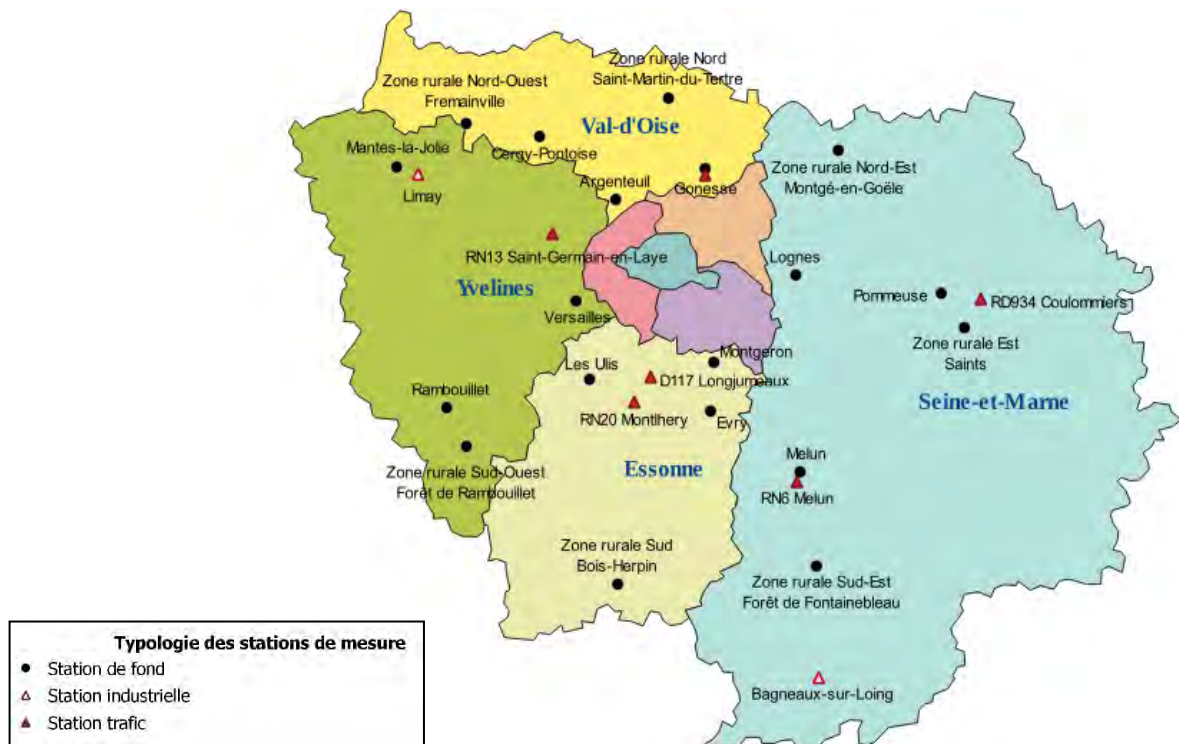 Zone rurale Nord
Saint-Martin-du-Tertre
Zone rurale Nord-Ouest
Fremainville
Val-d'Oise
Cergy-Pontoise
Mantes-la-Jolie
Limay
Argenteuil
Gonesse
Zone rurale Nord-Est
Montgé-en-Goële
RN13 Saint-Germain-en-Laye
Lognes
Yvelines
Versailles
Pommeuse
RD934 Coulommiers
Zone rurale Est
Saints
Montgeron
Les Ulis
D117 Longjumeaux
Rambouillet
RN20 Montlhery
Evry
Seine-et-Marne
Zone rurale Sud-Ouest
Forêt de Rambouillet
Essonne
Melun
RN6 Melun
Zone rurale Sud
Bois-Herpin
Zone rurale Sud-Est
Forêt de Fontainebleau
Bagneaux-sur-Loing
Typologie des stations de mesure
Station de fond
Station industrielle
Station trafic